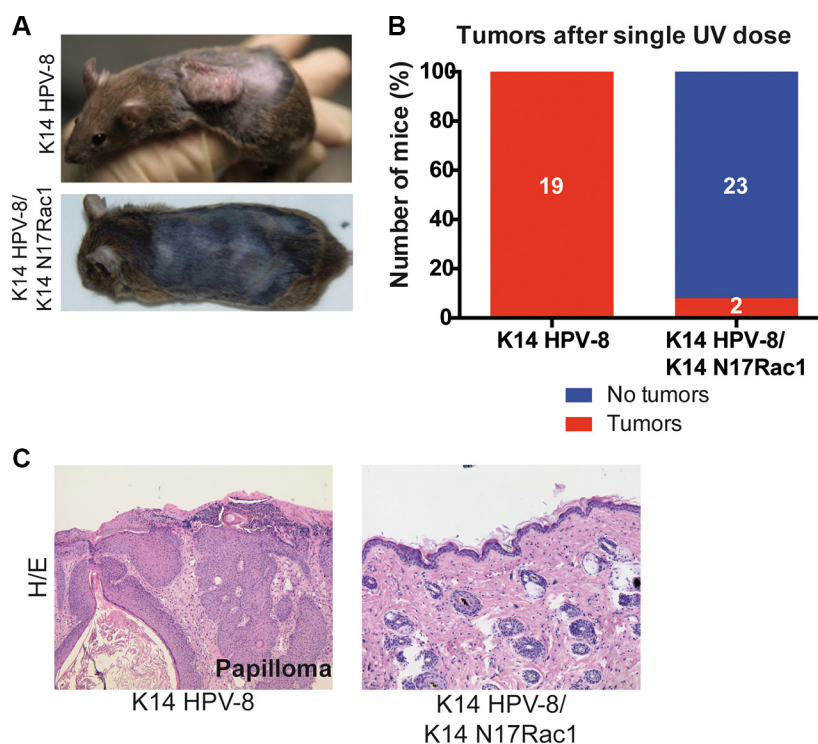 A
K14 HPV-8
K14 HPV-8/
K14 N17Rac1
B
Tumors after single UV dose
Number of mice (%)
100
80
60
40
20
0
19
23
2
K14 HPV-8
K14 HPV-8/
K14 N17Rac1
No tumors
Tumors
C
H/E
Papilloma
K14 HPV-8
K14 HPV-8/
K14 N17Rac1